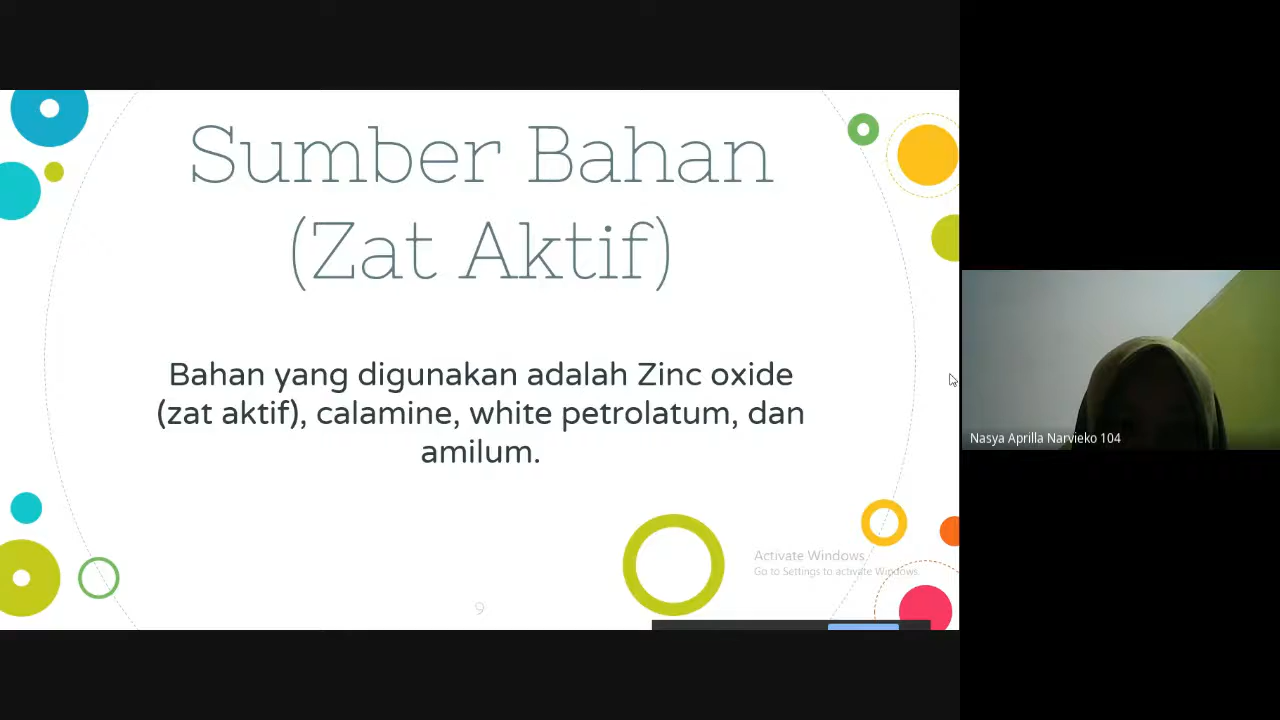 Sumber Bahan
(Zat Aktif)
Bahan yang digunakan adalah Zinc oxide
(zat aktif), calamine, white petrolatum, dan
amilum.
Activate Windows
Go to Settings to activate Windows.
9
Nasya Aprilla Narvieko 104